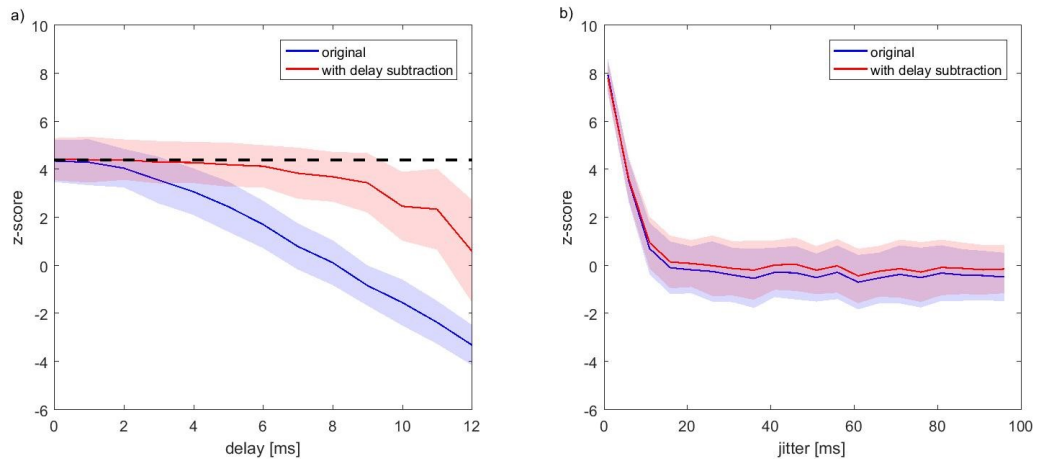 a)
10
8
6
4
2
0
-2
-4
-6
z-score
0 2 4 6 8 10 12
delay [ms]
original
with delay subtraction
b)
10
8
6
4
2
0
-2
-4
-6
z-score
0 20 40 60 80 100
jitter [ms]
original
with delay subtraction